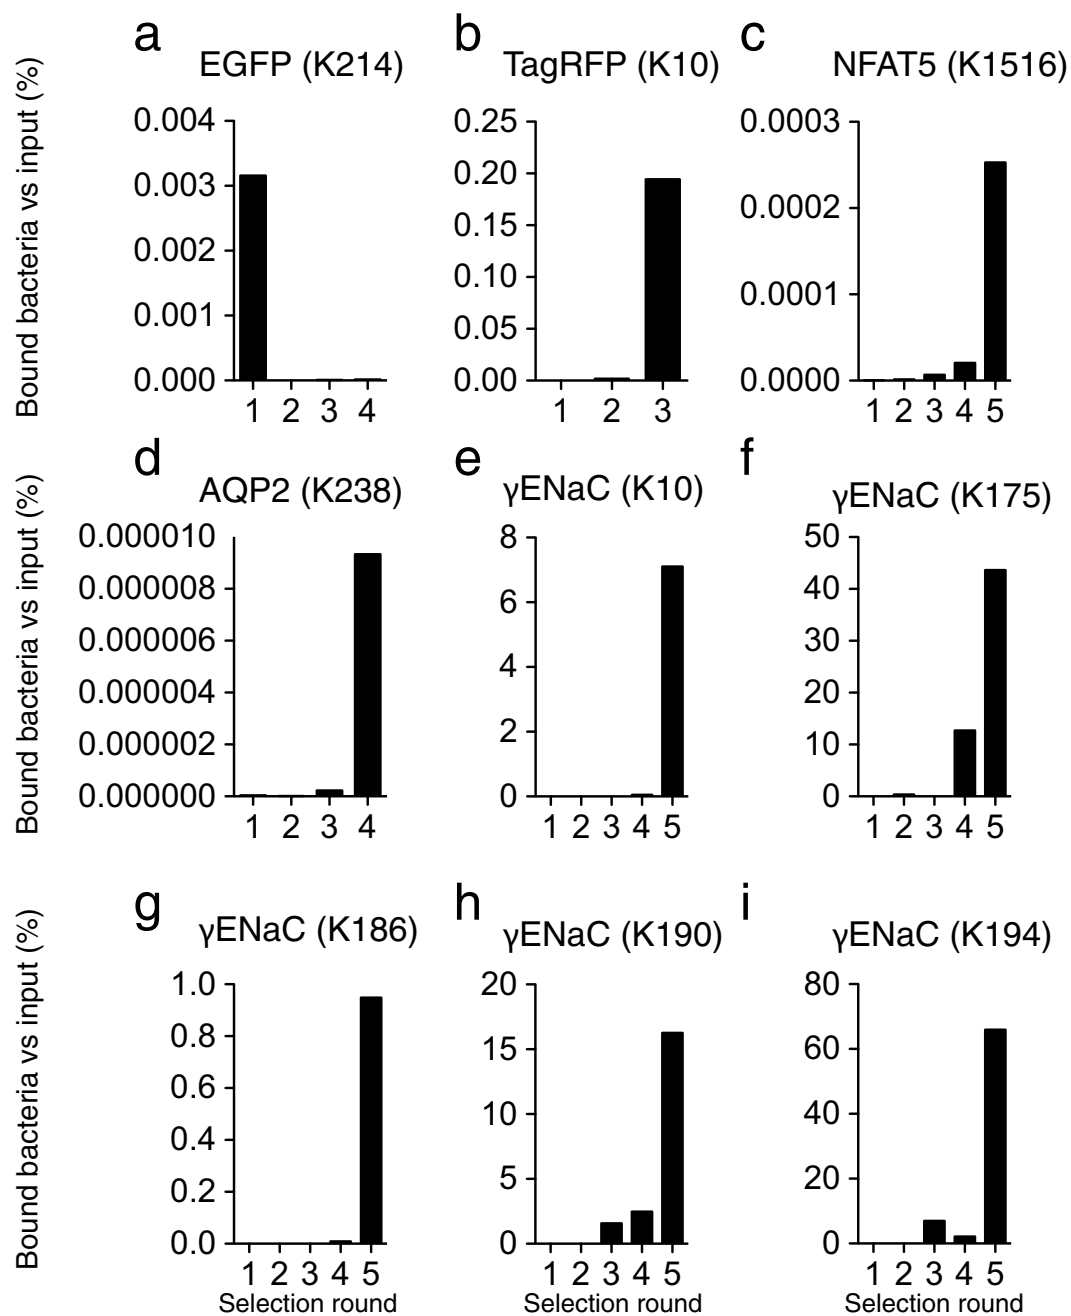 a
EGFP (K214)
Bound bacteria vs input (%)
0.004
0.003
0.002
0.001
0.000
1 2 3 4
b
TagRFP (K10)
0.25
0.20
0.15
0.10
0.05
0.00
1 2 3
c
NFAT5 (K1516)
0.0003
0.0002
0.0001
0.0000
1 2 3 4 5
d
AQP2 (K238)
Bound bacteria vs input (%)
0.000010
0.000008
0.000006
0.000004
0.000002
0.000000
1 2 3 4
e
γENaC (K10)
8
6
4
2
0
1 2 3 4 5
f
γENaC (K175)
50
40
30
20
10
0
1 2 3 4 5
g
γENaC (K186)
Bound bacteria vs input (%)
1.0
0.8
0.6
0.4
0.2
0.0
1 2 3 4 5
Selection round
h
γENaC (K190)
20
15
10
5
0
1 2 3 4 5
Selection round
i
γENaC (K194)
80
60
40
20
0
1 2 3 4 5
Selection round